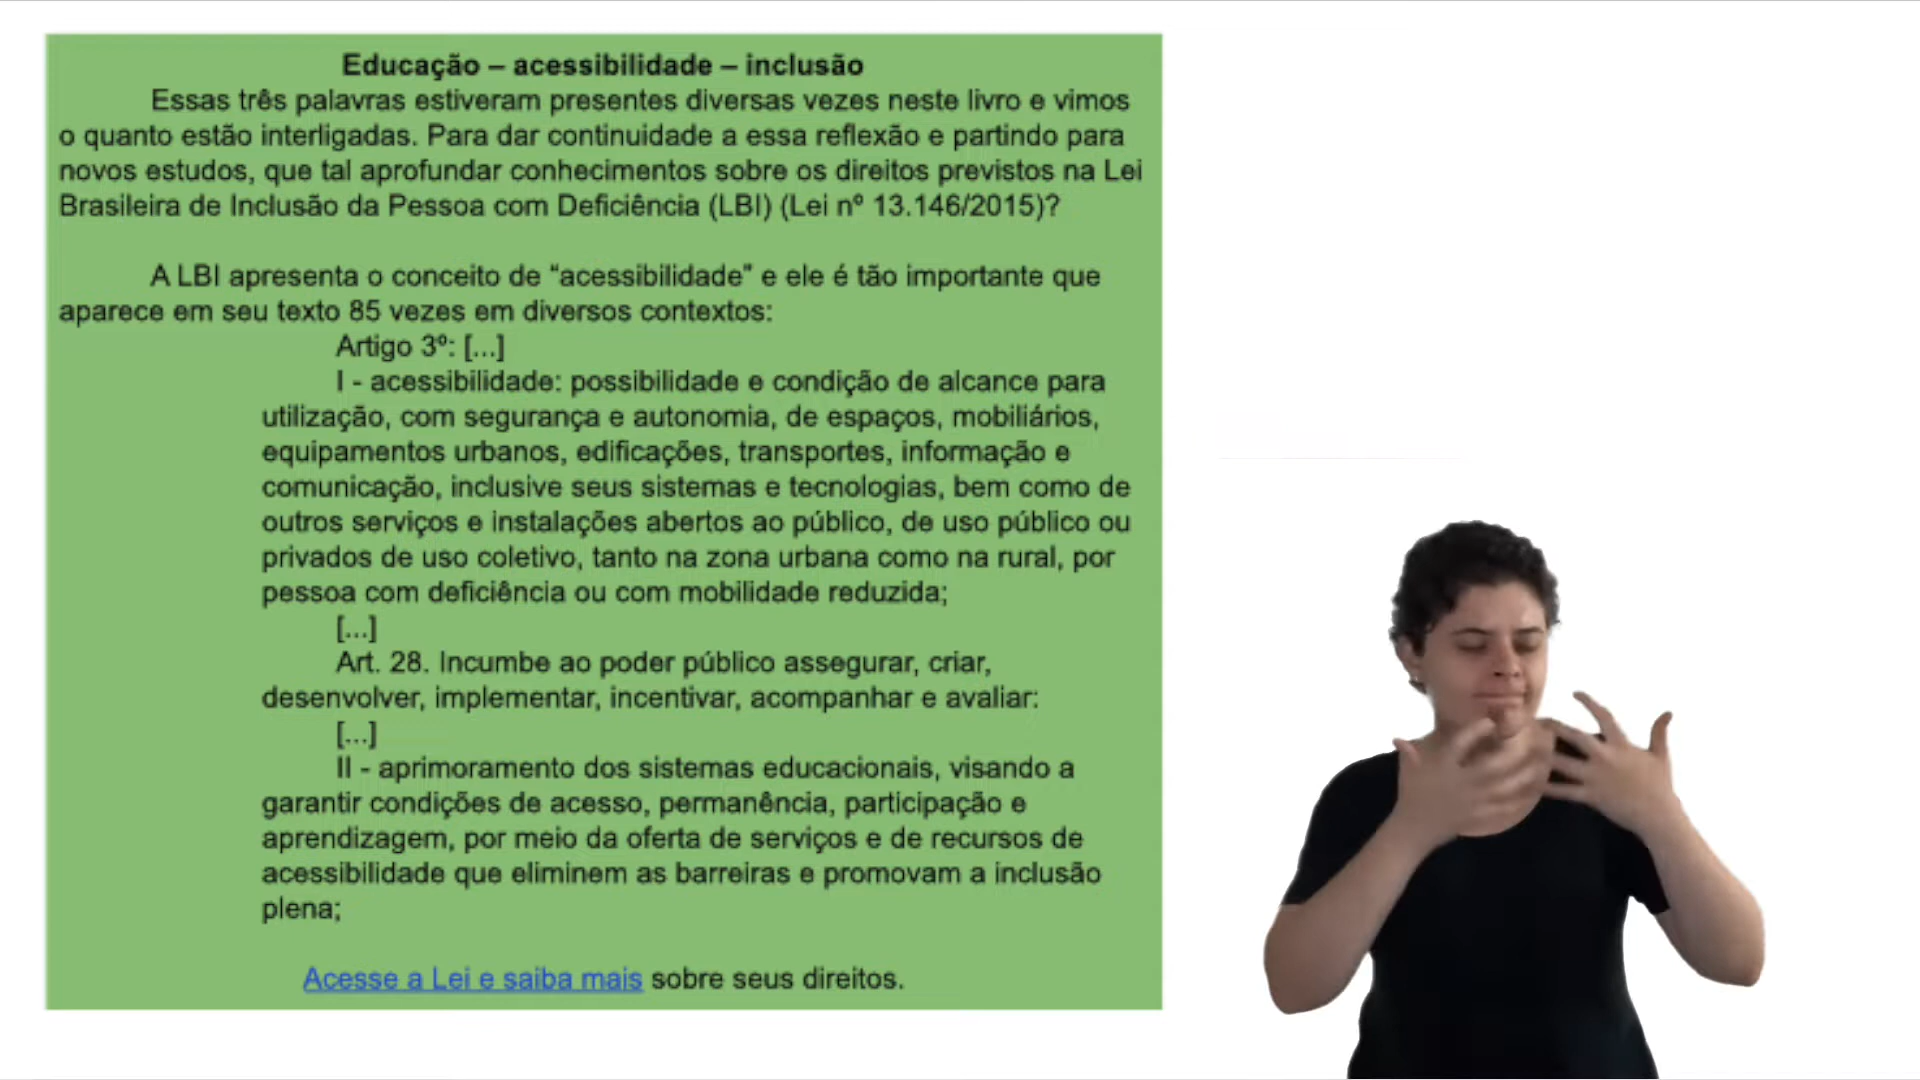 Educação – acessibilidade – inclusão
Essas três palavras estiveram presentes diversas vezes neste livro e vimos
o quanto estão interligadas. Para dar continuidade a essa reflexão e partindo para
novos estudos, que tal aprofundar conhecimentos sobre os direitos previstos na Lei
Brasileira de Inclusão da Pessoa com Deficiência (LBI) (Lei nº 13.146/2015)?
A LBI apresenta o conceito de “acessibilidade” e ele é tão importante que
aparece em seu texto 85 vezes em diversos contextos:
Artigo 3º: [...]
I - acessibilidade: possibilidade e condição de alcance para
utilização, com segurança e autonomia, de espaços, mobiliários,
equipamentos urbanos, edificações, transportes, informação e
comunicação, inclusive seus sistemas e tecnologias, bem como de
outros serviços e instalações abertos ao público, de uso público ou
privados de uso coletivo, tanto na zona urbana como na rural, por
pessoa com deficiência ou com mobilidade reduzida;
[...]
Art. 28. Incumbe ao poder público assegurar, criar,
desenvolver, implementar, incentivar, acompanhar e avaliar:
[...]
II - aprimoramento dos sistemas educacionais, visando a
garantir condições de acesso, permanência, participação e
aprendizagem, por meio da oferta de serviços e de recursos de
acessibilidade que eliminem as barreiras e promovam a inclusão
plena;
Acesse a Lei e saiba mais sobre seus direitos.